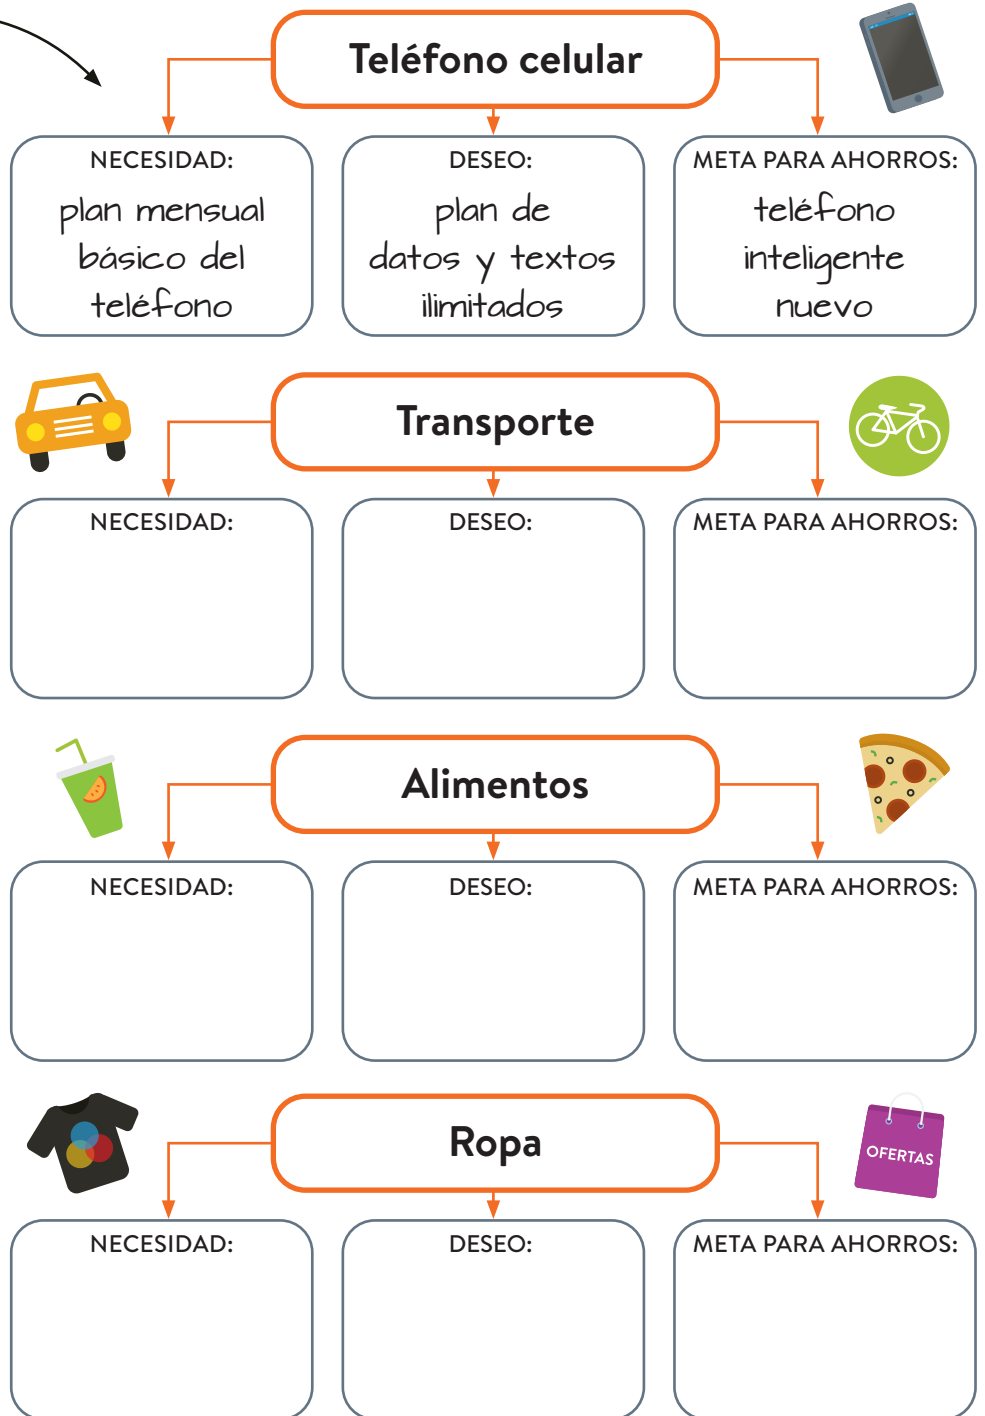 Teléfono celular
NECESIDAD:
plan mensual
básico del
teléfono
DESEO:
plan de
datos y textos
ilimitados
META PARA AHORROS:
teléfono
inteligente
nuevo
Transporte
NECESIDAD:
DESEO:
META PARA AHORROS:
Alimentos
NECESIDAD:
DESEO:
META PARA AHORROS:
Ropa
OFERTAS
NECESIDAD:
DESEO:
META PARA AHORROS: